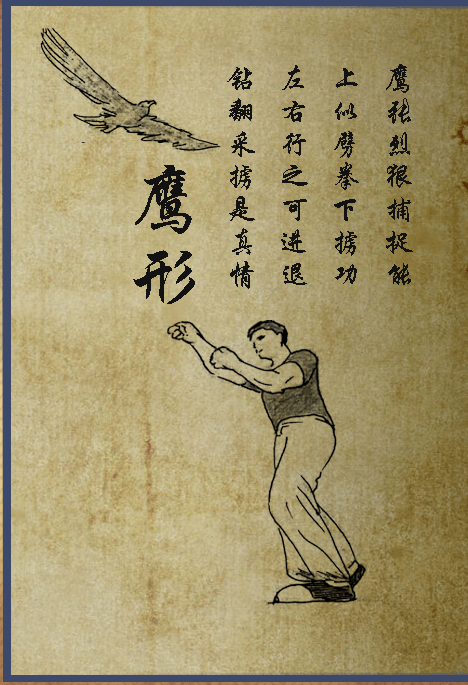 鹰张烈狠捕捉能
上似劈拳下掳功
左右行之可进退
钻翻采掳是真情
鹰形